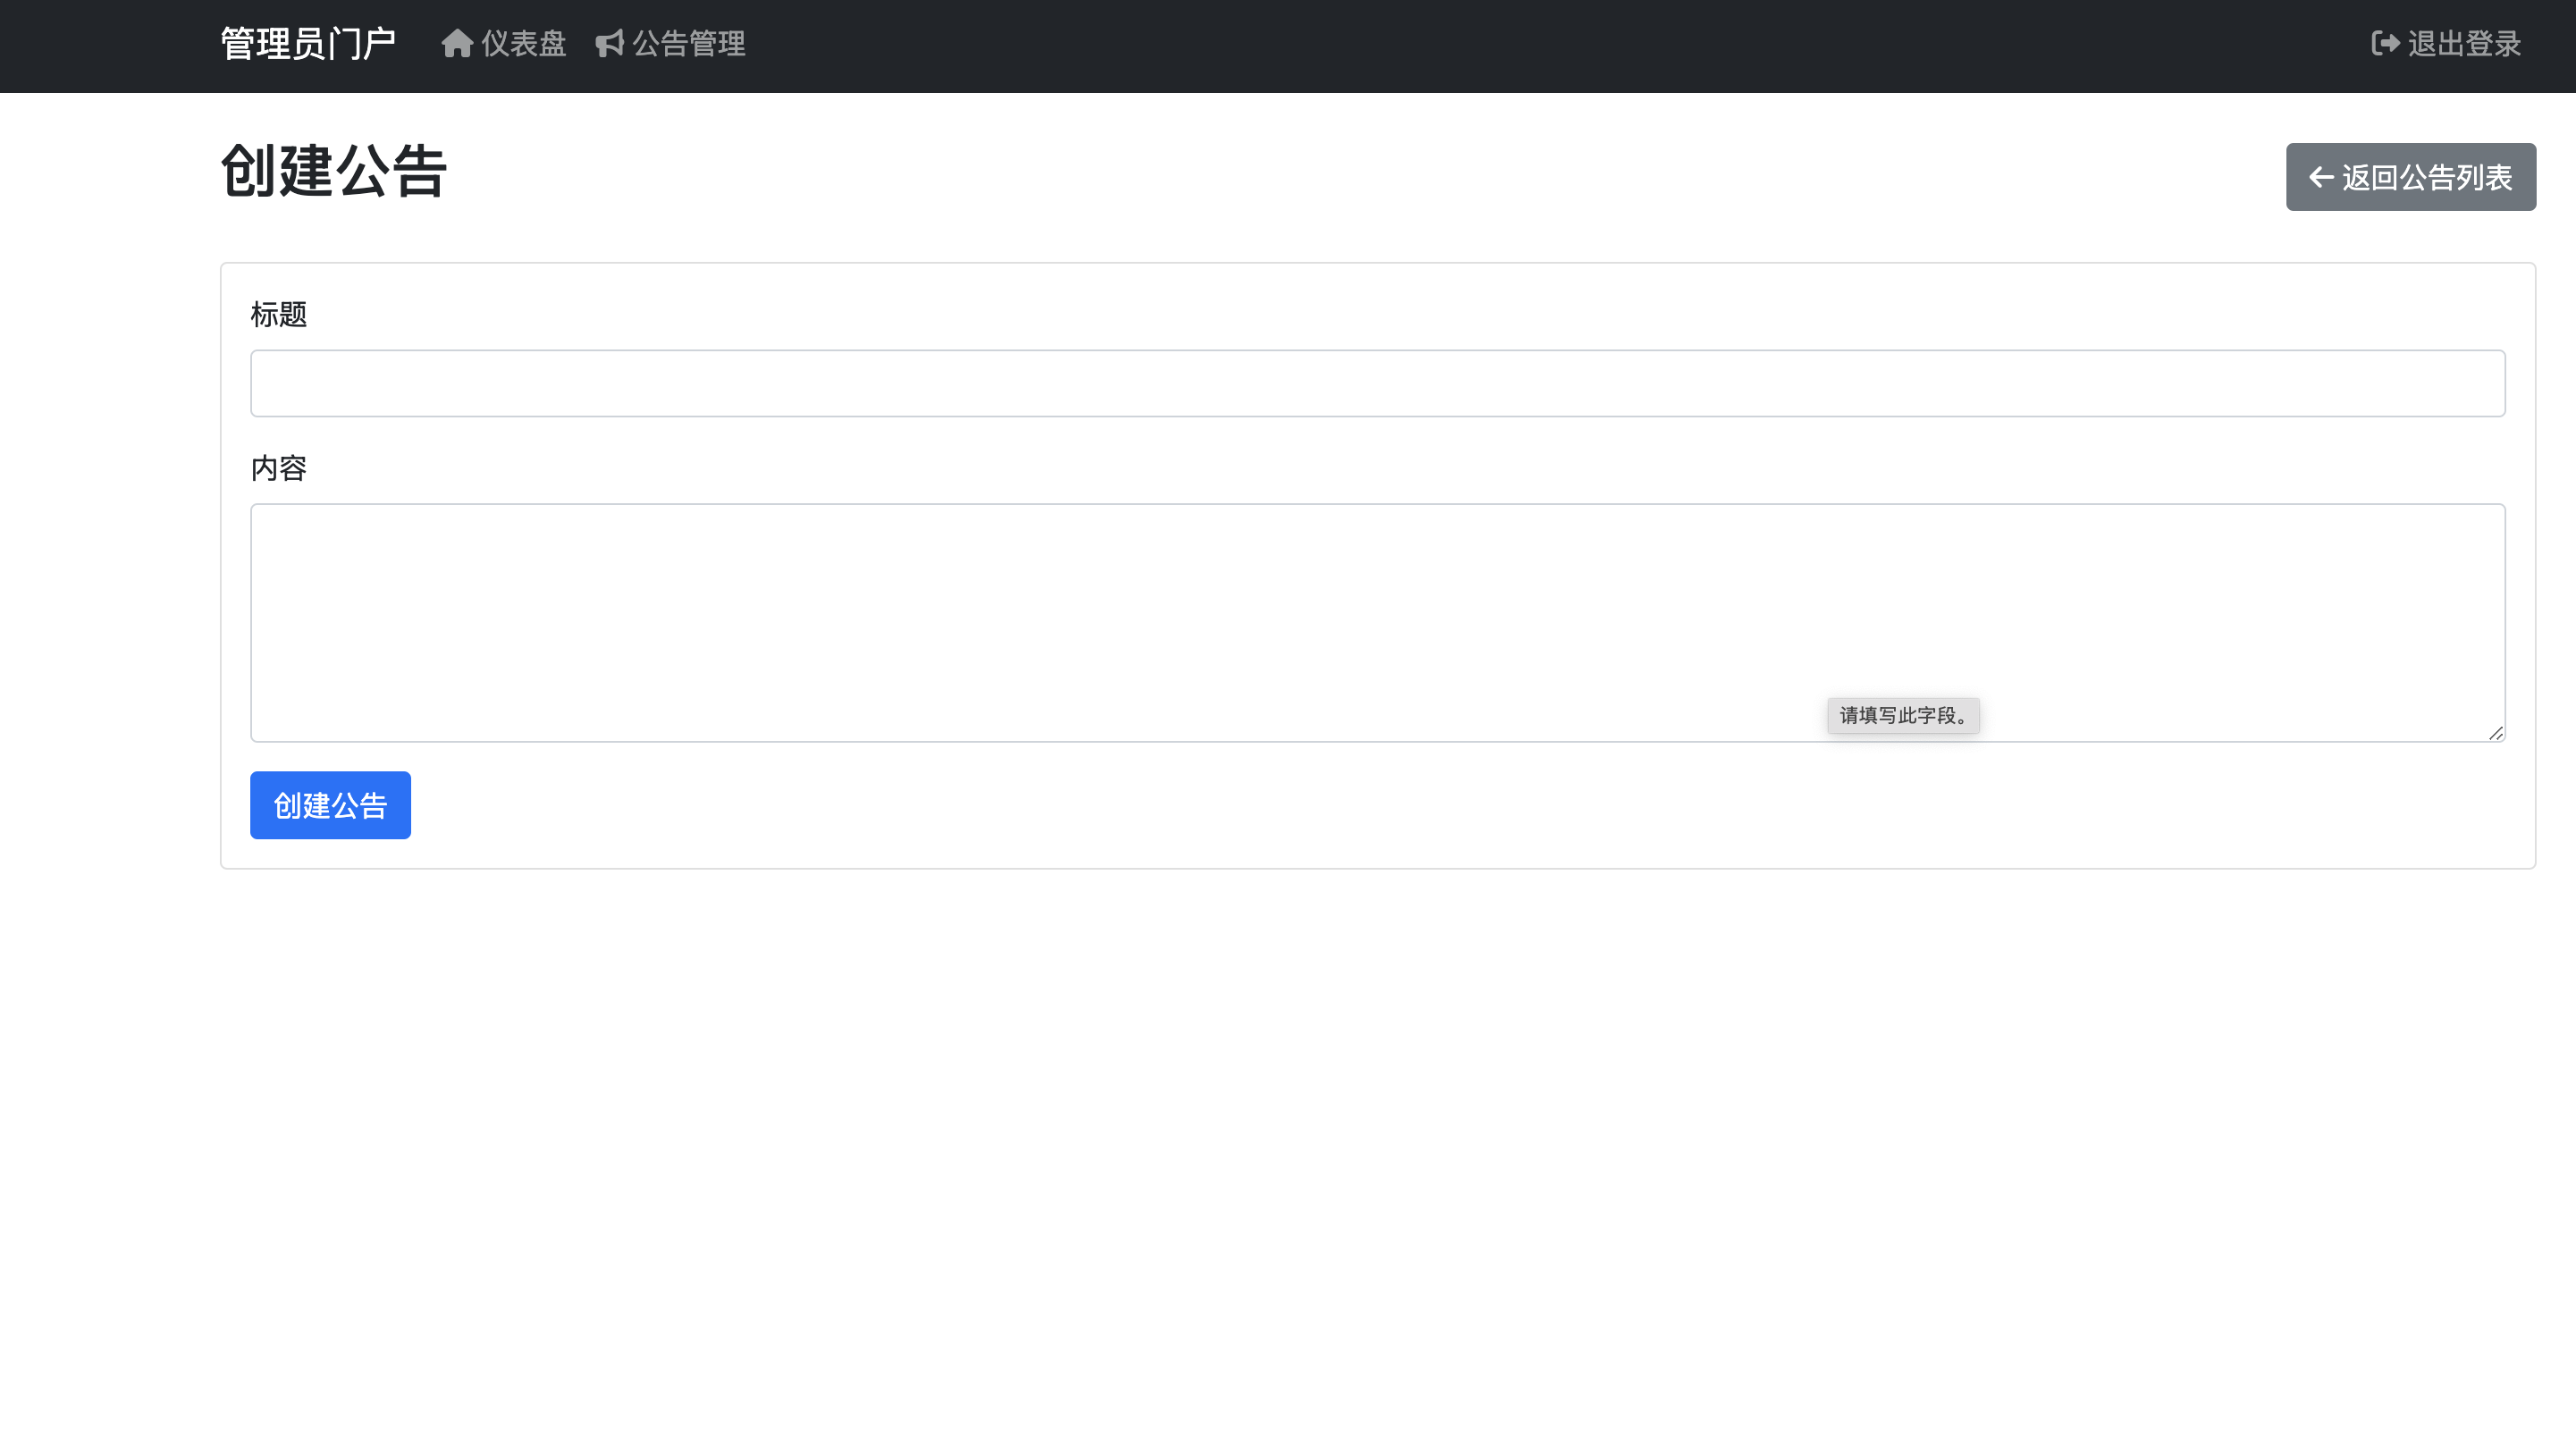 管理员门户 仪表盘 公告管理 退出登录
创建公告 返回公告列表
标题
内容
请填写此字段。
创建公告